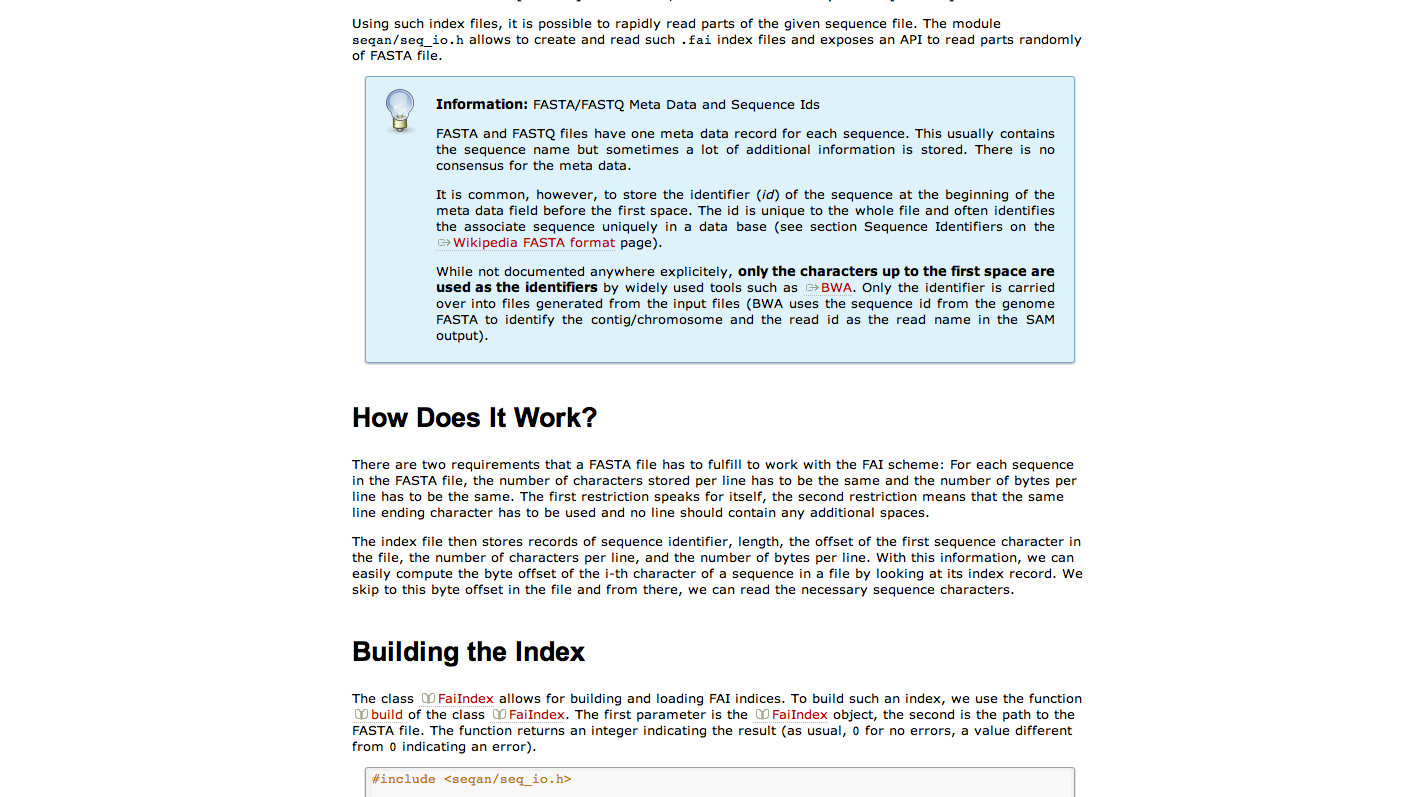 Using such index files, it is possible to rapidly read parts of the given sequence file. The module
seqan/seq_io.h allows to create and read such .fai index files and exposes an API to read parts randomly
of FASTA file.
Information: FASTA/FASTQ Meta Data and Sequence Ids
FASTA and FASTQ files have one meta data record for each sequence. This usually contains
the sequence name but sometimes a lot of additional information is stored. There is no
consensus for the meta data.
It is common, however, to store the identifier (id) of the sequence at the beginning of the
meta data field before the first space. The id is unique to the whole file and often identifies
the associate sequence uniquely in a data base (see section Sequence Identifiers on the
Wikipedia FASTA format page).
While not documented anywhere explicitly, only the characters up to the first space are
used as the identifiers by widely used tools such as BWA. Only the identifier is carried
over into files generated from the input files (BWA uses the sequence id from the genome
FASTA to identify the contig/chromosome and the read id as the read name in the SAM
output).
How Does It Work?
There are two requirements that a FASTA file has to fulfill to work with the FAI scheme: For each sequence
in the FASTA file, the number of characters stored per line has to be the same and the number of bytes per
line has to be the same. The first restriction speaks for itself, the second restriction means that the same
line ending character has to be used and no line should contain any additional spaces.
The index file then stores records of sequence identifier, length, the offset of the first sequence character in
the file, the number of characters per line, and the number of bytes per line. With this information, we can
easily compute the byte offset of the i-th character of a sequence in a file by looking at its index record. We
skip to this byte offset in the file and from there, we can read the necessary sequence characters.
Building the Index
The class FaiIndex allows for building and loading FAI indices. To build such an index, we use the function
build of the class FaiIndex. The first parameter is the FaiIndex object, the second is the path to the
FASTA file. The function returns an integer indicating the result (as usual, 0 for no errors, a value different
from 0 indicating an error).
#include <seqan/seq_io.h>